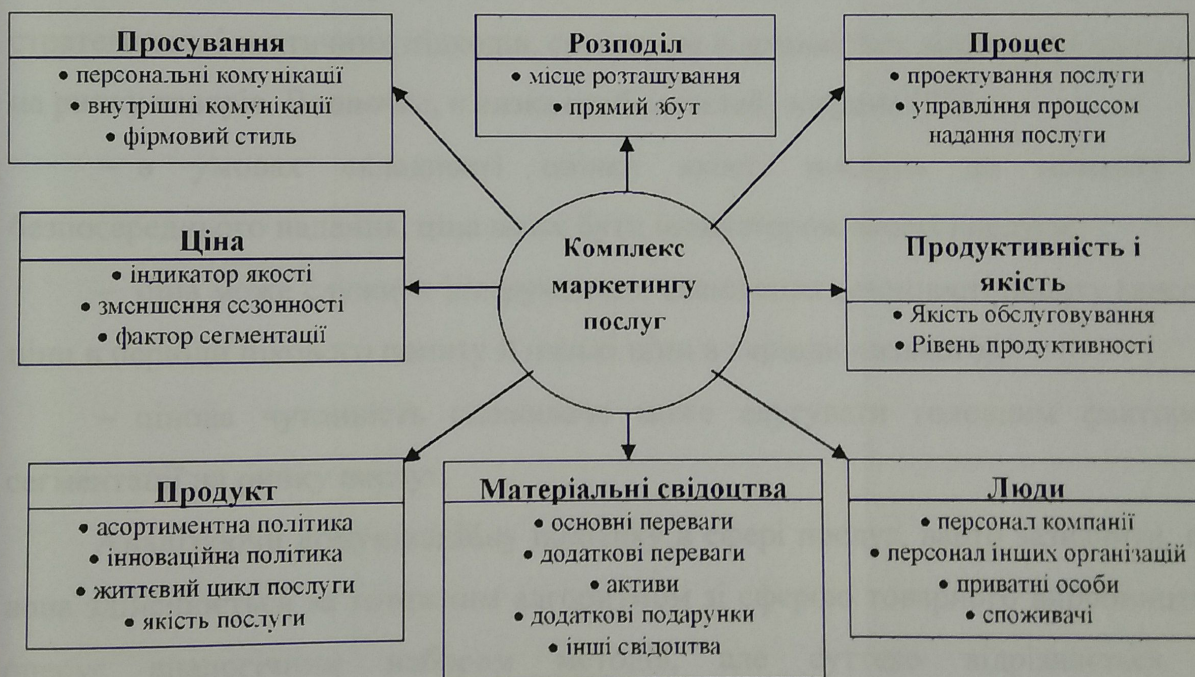 Просування
• персональні комунікації
• внутрішні комунікації
• фірмовий стиль
Розподіл
• місце розташування
• прямий збут
Процес
• проектування послуги
• управління процесом
надання послуги
Ціна
• індикатор якості
• зменшення сезонності
• фактор сегментації
Комплекс
маркетингу
послуг
Продуктивність і
якість
• Якість обслуговування
• Рівень продуктивності
Продукт
• асортиментна політика
• інноваційна політика
• життєвий цикл послуги
• якість послуги
Матеріальні свідоцтва
• основні переваги
• додаткові переваги
• активи
• додаткові подарунки
• інші свідоцтва
Люди
• персонал компанії
• персонал інших організацій
• приватні особи
• споживачі